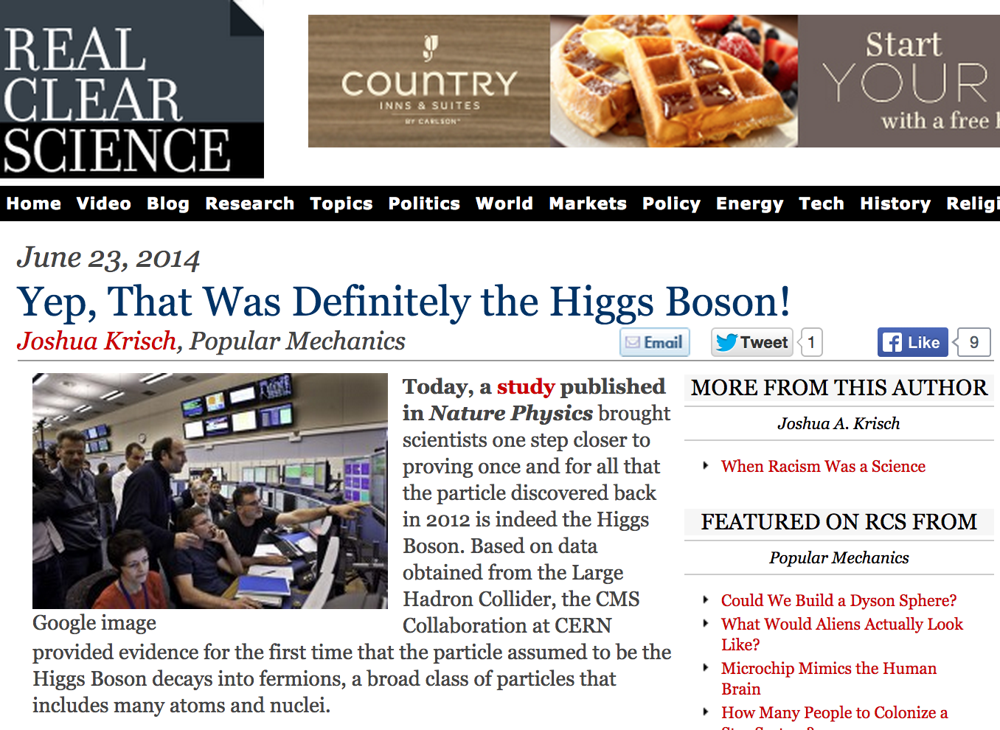 REAL
CLEAR
SCIENCE
COUNTRY
INNS & SUITES
BY CARLSON
Start
YOUR
with a free
Home Video Blog Research Topics Politics World Markets Policy Energy Tech History Religi
June 23, 2014
Yep, That Was Definitely the Higgs Boson!
Joshua Krisch, Popular Mechanics
Email Tweet 1 Like 9
Today, a study published
in Nature Physics brought
scientists one step closer to
proving once and for all that
the particle discovered back
in 2012 is indeed the Higgs
Boson. Based on data
obtained from the Large
Hadron Collider, the CMS
Collaboration at CERN
Google image
provided evidence for the first time that the particle assumed to be the
Higgs Boson decays into fermions, a broad class of particles that
includes many atoms and nuclei.
MORE FROM THIS AUTHOR
Joshua A. Krisch
When Racism Was a Science
FEATURED ON RCS FROM
Popular Mechanics
Could We Build a Dyson Sphere?
What Would Aliens Actually Look
Like?
Microchip Mimics the Human
Brain
How Many People to Colonize a